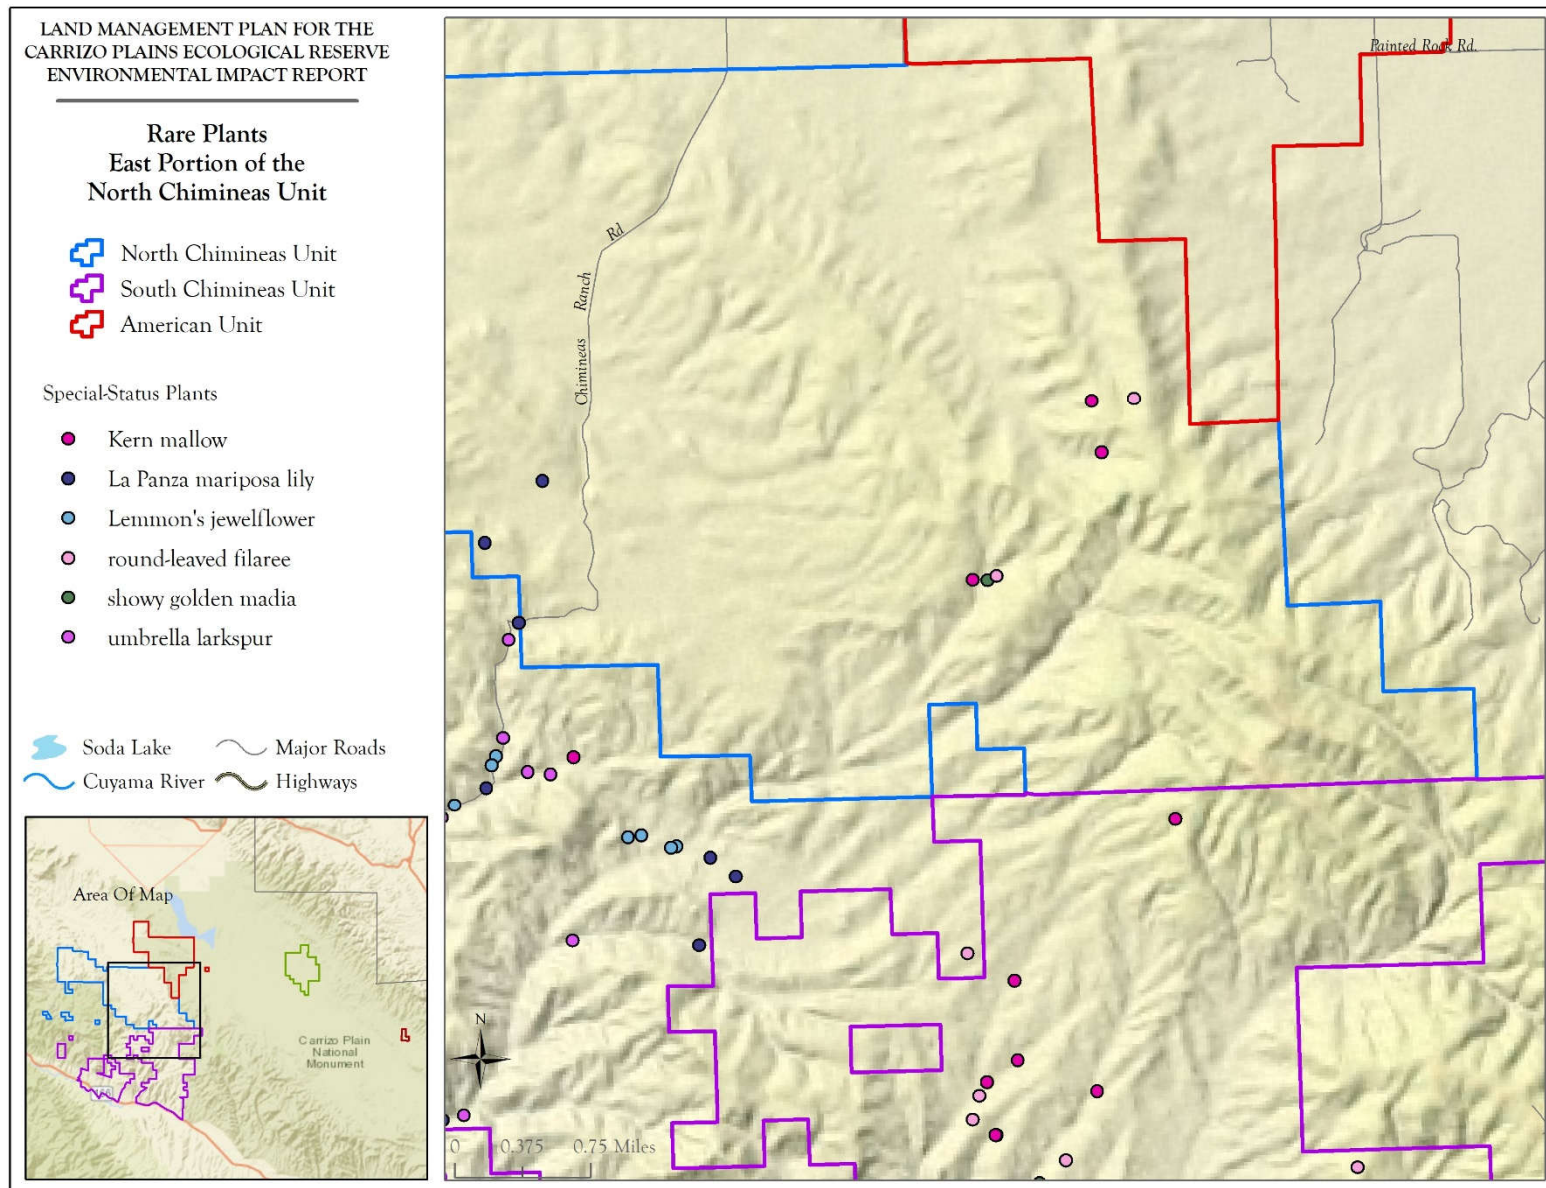 LAND MANAGEMENT PLAN FOR THE
CARRIZO PLAINS ECOLOGICAL RESERVE
ENVIRONMENTAL IMPACT REPORT
Rare Plants
East Portion of the
North Chimineas Unit
North Chimineas Unit
South Chimineas Unit
American Unit
Special-Status Plants
Kern mallow
La Panza mariposa lily
Lemmon's jewelflower
round-leaved filaree
showy golden madia
umbrella larkspur
Soda Lake
Major Roads
Cuyama River
Highways
Area Of Map
Carrizo Plain
National
Monument
Painted Rock Rd.
Chimineas Ranch Rd
N
0 0.375 0.75 Miles